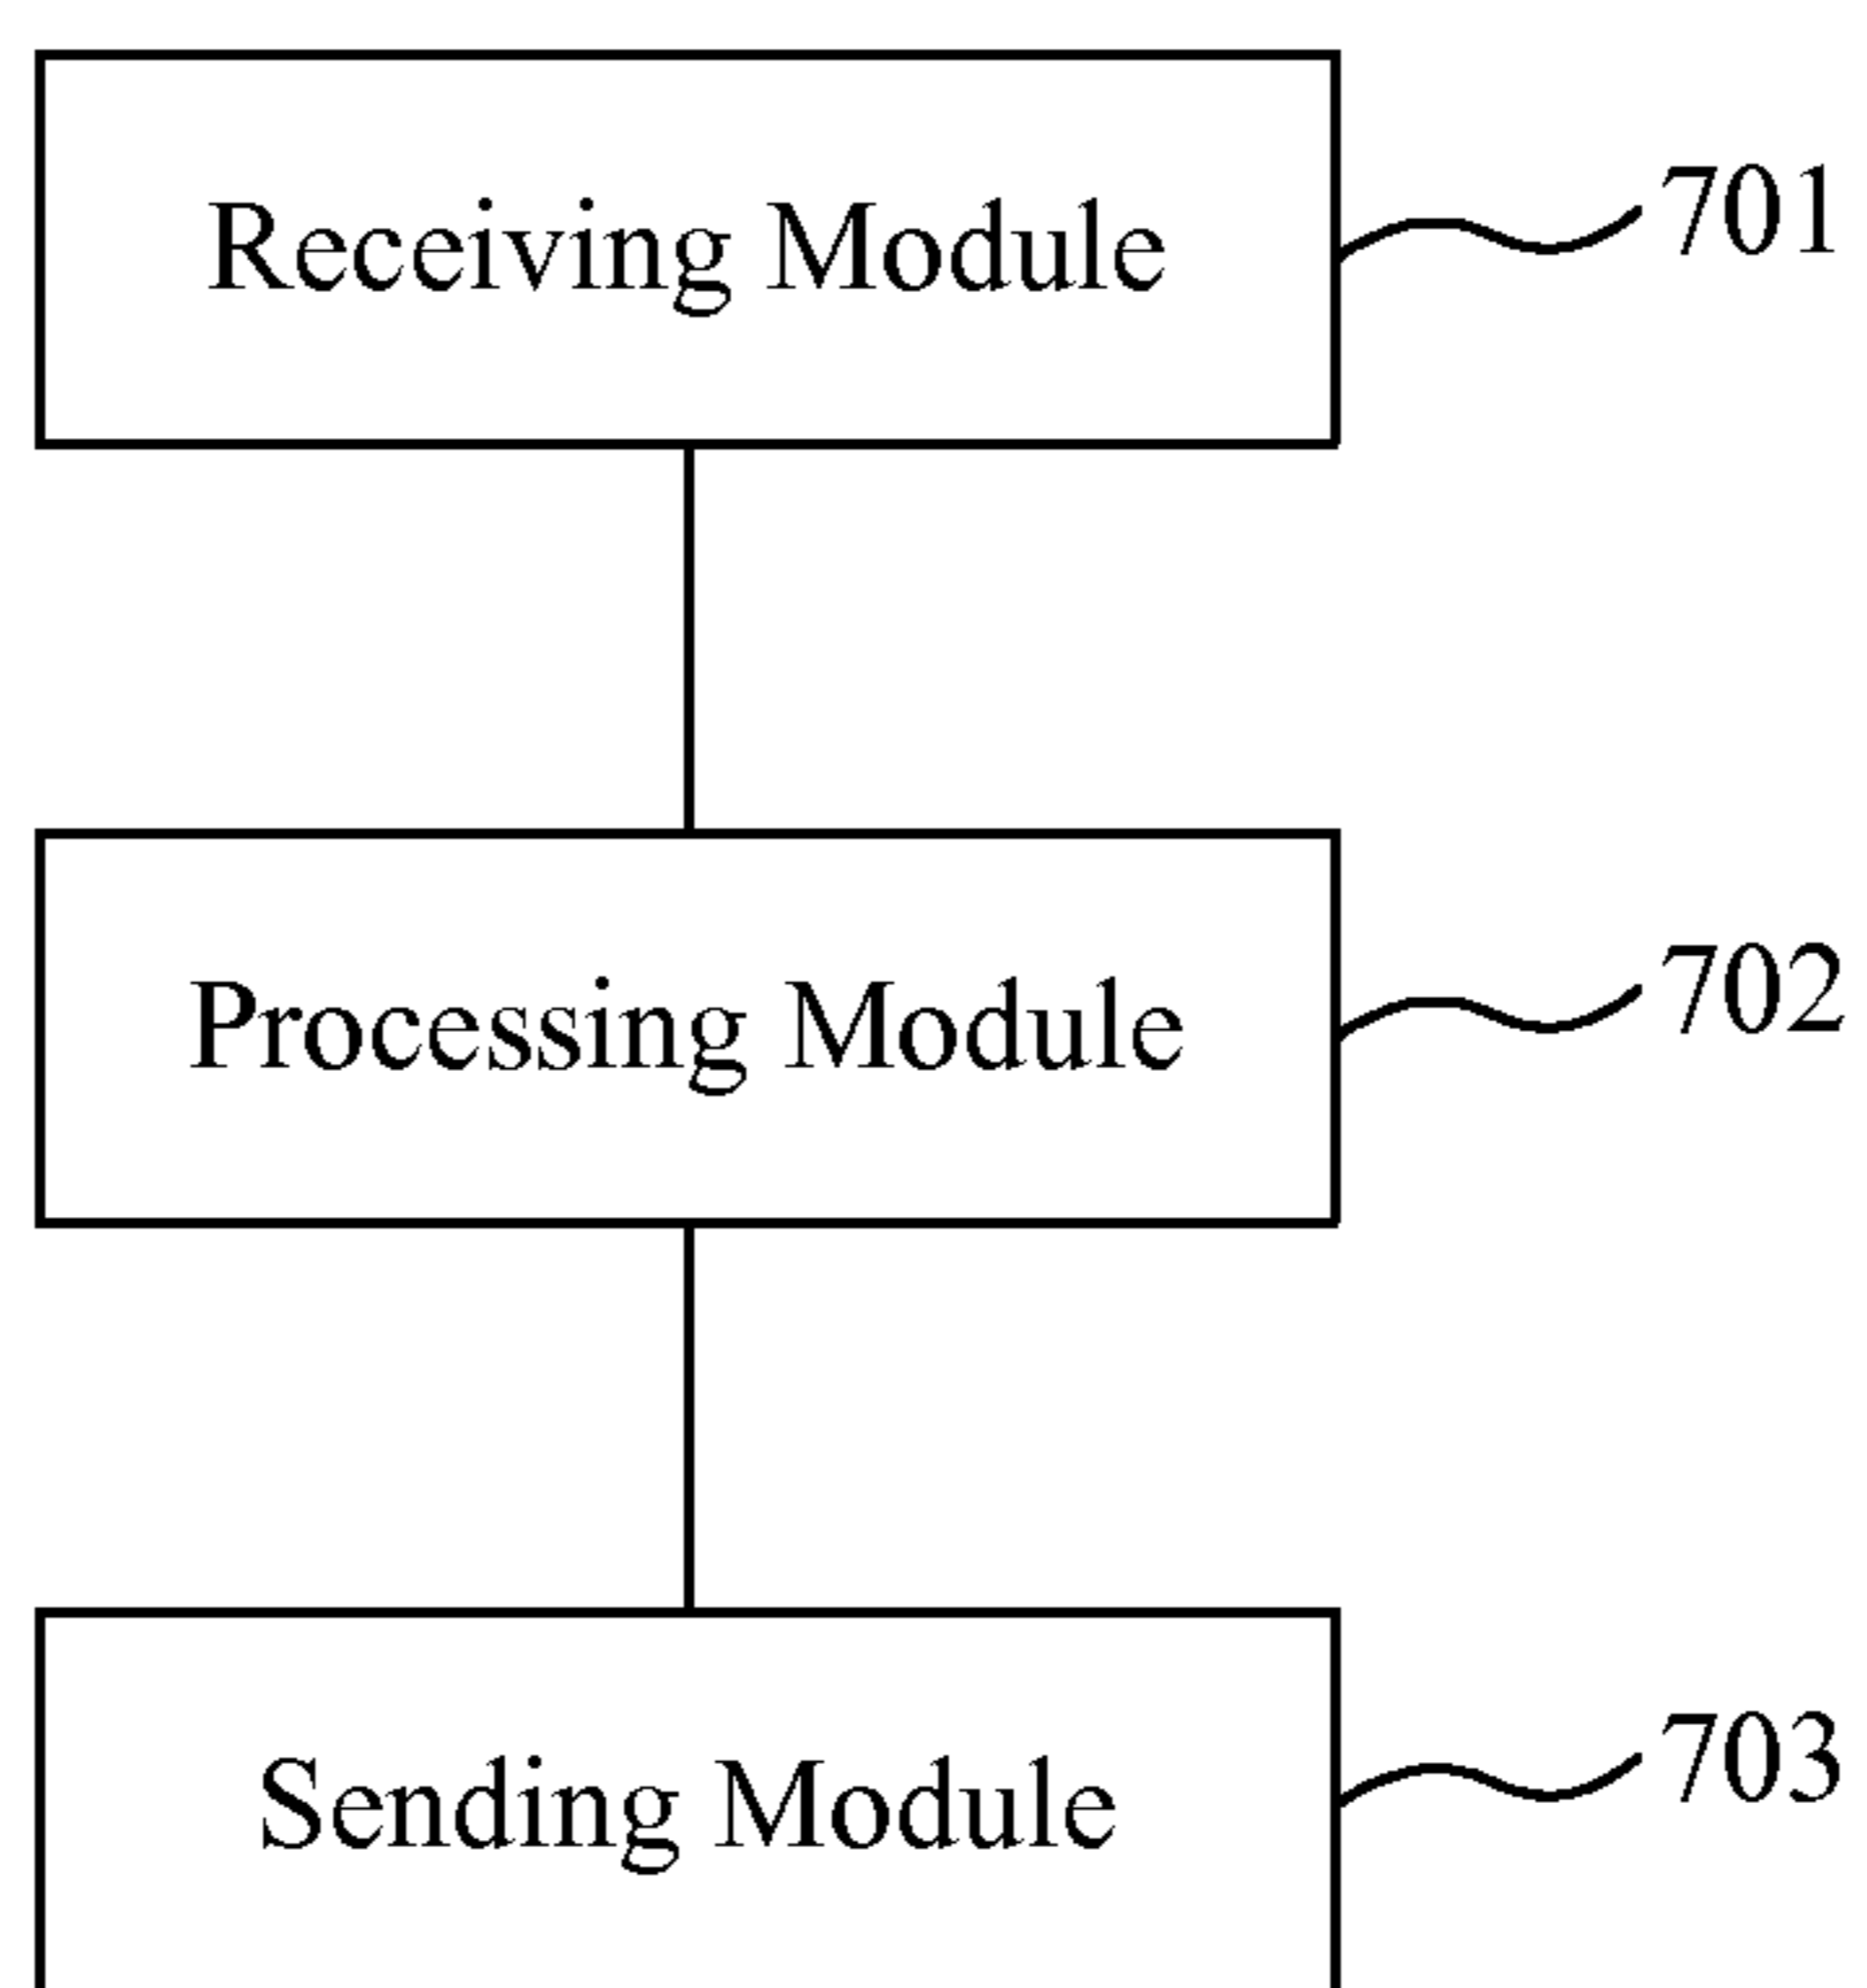 Receiving Module
701
Processing Module
702
Sending Module
703